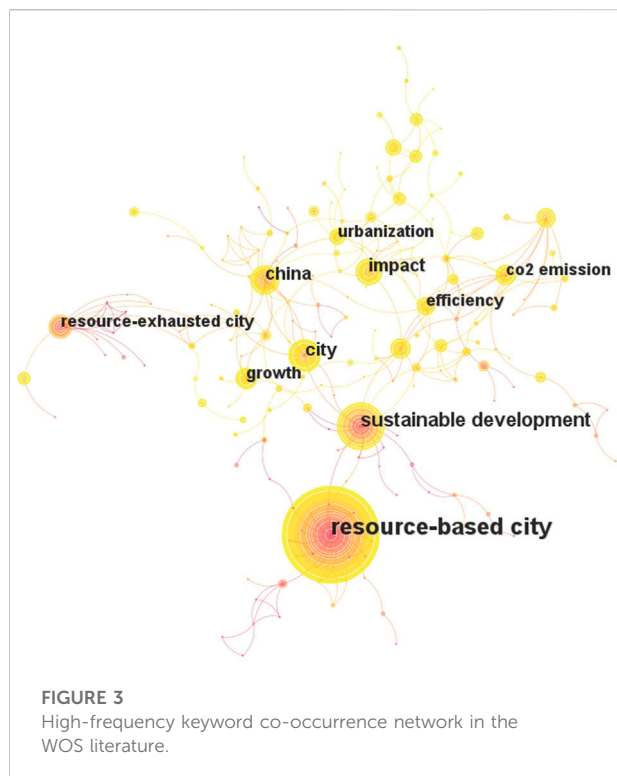 urbanization
china
impact
co2 emission
efficiency
resource-exhausted city
city
growth
sustainable development
resource-based city
FIGURE 3
High-frequency keyword co-occurrence network in the
WOS literature.